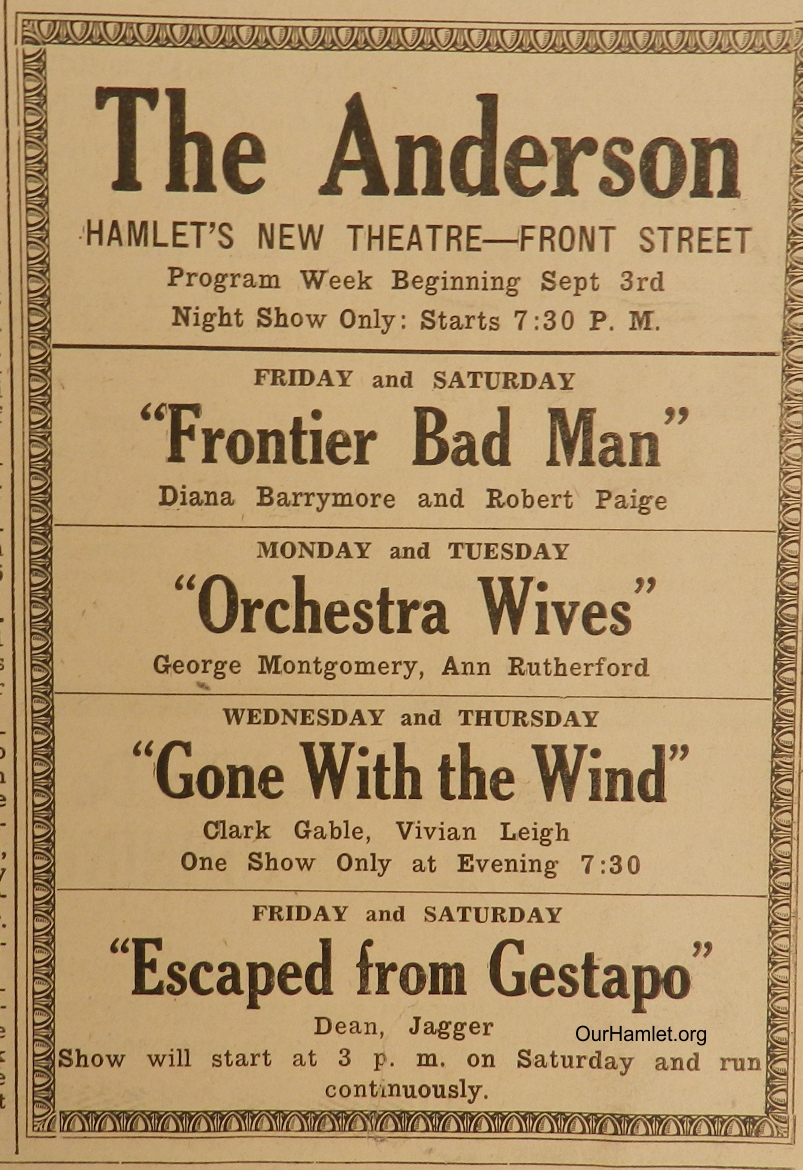 The Anderson
HAMLET'S NEW THEATRE—FRONT STREET
Program Week Beginning Sept 3rd
Night Show Only: Starts 7:30 P. M.
FRIDAY and SATURDAY
“Frontier Bad Man”
Diana Barrymore and Robert Paige
MONDAY and TUESDAY
“Orchestra Wives”
George Montgomery, Ann Rutherford
WEDNESDAY and THURSDAY
“Gone With the Wind”
Clark Gable, Vivian Leigh
One Show Only at Evening 7:30
FRIDAY and SATURDAY
“Escaped from Gestapo”
Dean, Jagger
OurHamlet.org
Show will start at 3 p. m. on Saturday and run
continuously.